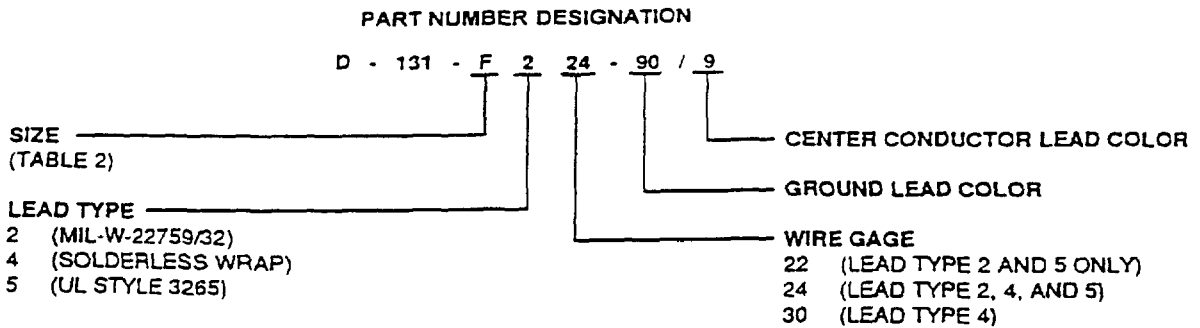 PART NUMBER DESIGNATION
D - 131 - F 2 24 - 90 / 9
SIZE
(TABLE 2)
LEAD TYPE
2 (MIL-W-22759/32)
4 (SOLDERLESS WRAP)
5 (UL STYLE 3265)
CENTER CONDUCTOR LEAD COLOR
GROUND LEAD COLOR
WIRE GAGE
22 (LEAD TYPE 2 AND 5 ONLY)
24 (LEAD TYPE 2, 4, AND 5)
30 (LEAD TYPE 4)